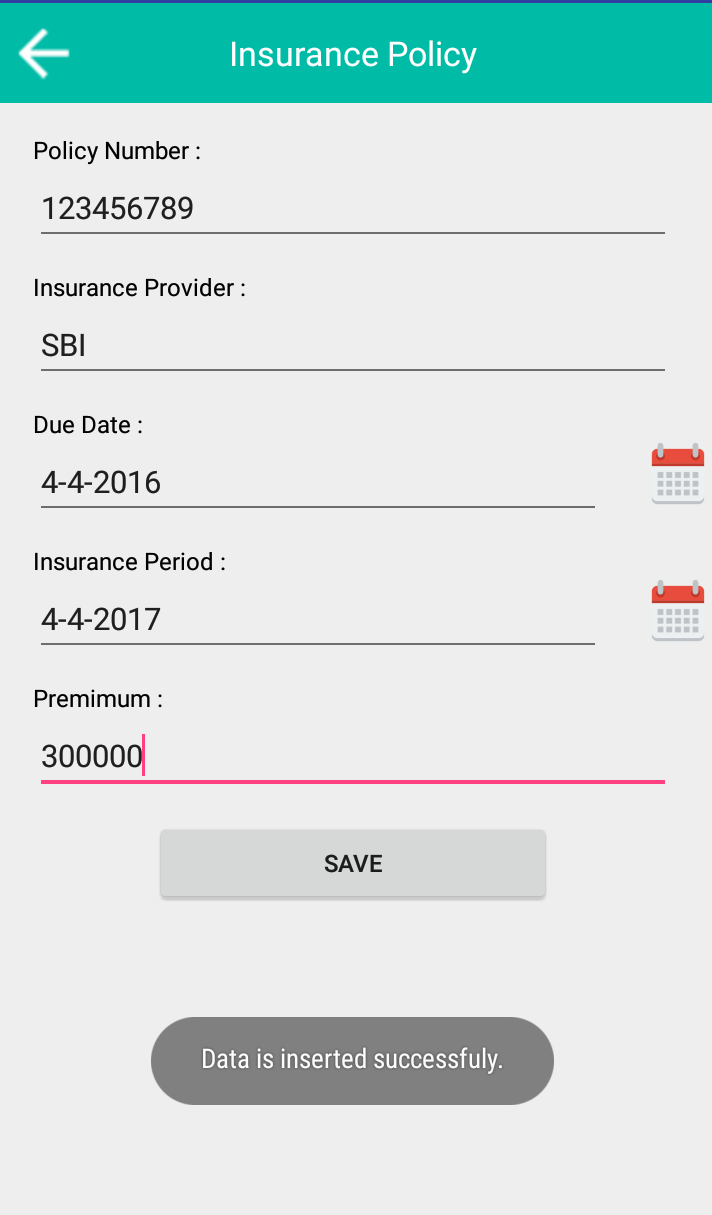 Insurance Policy
Policy Number :
123456789
Insurance Provider :
SBI
Due Date :
4-4-2016
Insurance Period :
4-4-2017
Premimum :
300000
SAVE
Data is inserted successfuly.